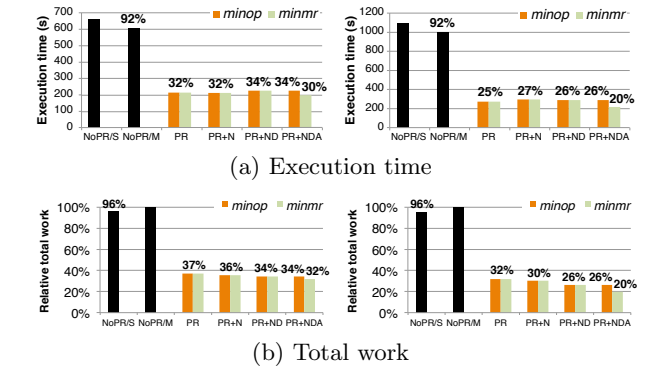 700
600
500
400
300
200
100
0
Execution time (s)
minop minmr
92%
32% 32% 34% 34% 30%
NoPR/S NoPR/M PR PR+N PR+ND PR+NDA
1200
1000
800
600
400
200
0
Execution time (s)
minop minmr
92%
25% 27% 26% 26% 20%
NoPR/S NoPR/M PR PR+N PR+ND PR+NDA
(a) Execution time
100%
80%
60%
40%
20%
0%
Relative total work
minop minmr
96%
37% 36% 34% 34% 32%
NoPR/S NoPR/M PR PR+N PR+ND PR+NDA
100%
80%
60%
40%
20%
0%
Relative total work
minop minmr
96%
32% 30% 26% 26% 20%
NoPR/S NoPR/M PR PR+N PR+ND PR+NDA
(b) Total work